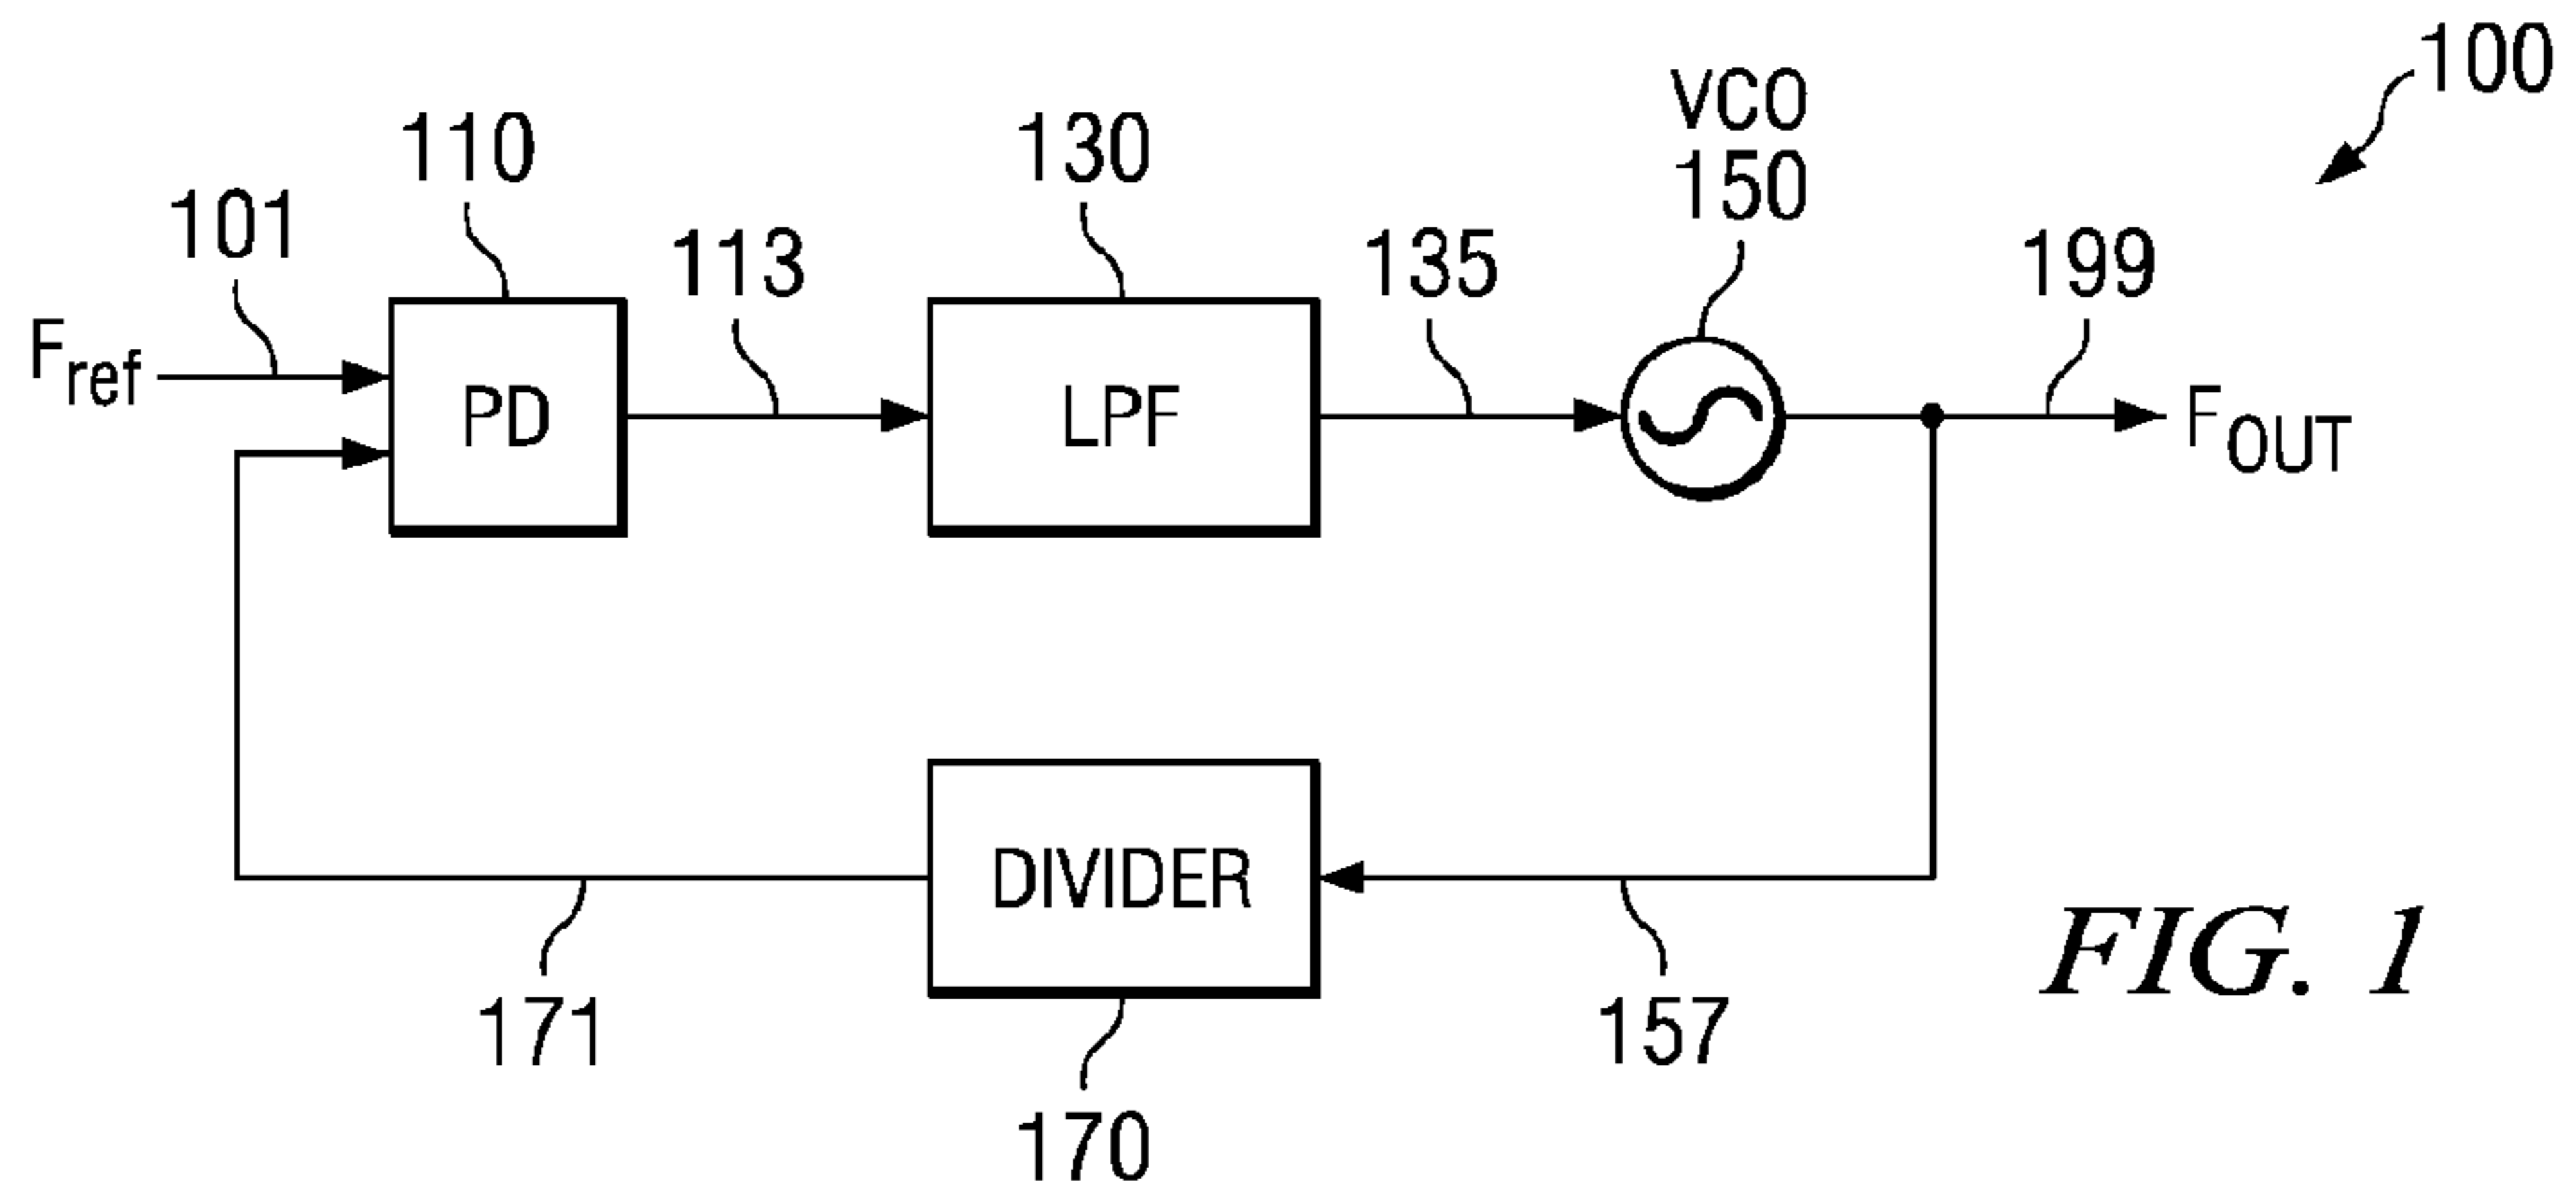 100
VCO
150
110
130
101
113
135
199
Fref
PD
LPF
FOUT
DIVIDER
FIG. 1
171
157
170